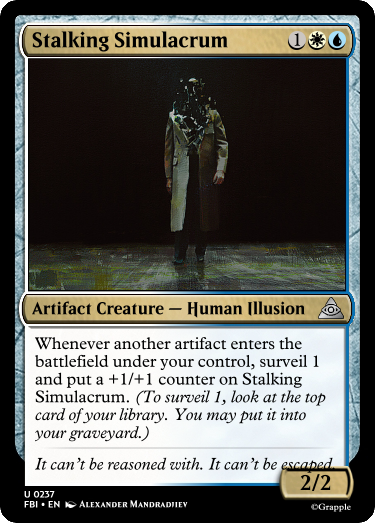 Stalking Simulacrum 1
Artifact Creature — Human Illusion
Whenever another artifact enters the
battlefield under your control, surveil 1
and put a +1/+1 counter on Stalking
Simulacrum. (To surveil 1, look at the top
card of your library. You may put it into
your graveyard.)
It can't be reasoned with. It can't be escaped.
2/2
U 0237
FBI • EN Alexander Mandradjiev
©Grapple